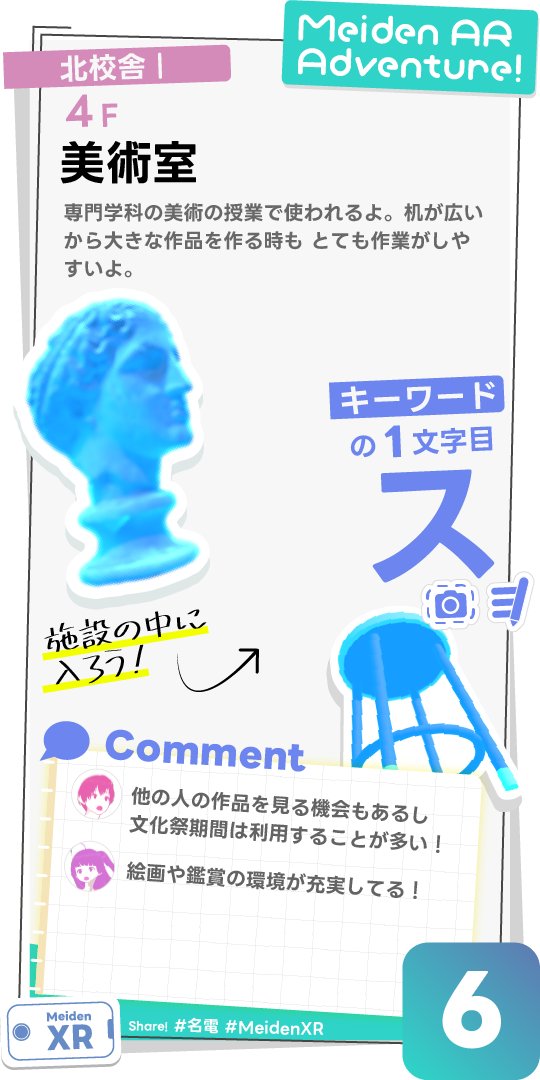 Meiden AR
Adventure!
北校舎Ⅰ
4F
美術室
専門学科の美術の授業で使われるよ。机が広い
から大きな作品を作る時も とても作業がしや
すいよ。
キーワード
の1文字目
ス
施設の中に
入ろう!
Comment
他の人の作品を見る機会もあるし
文化祭期間は利用することが多い！
絵画や鑑賞の環境が充実してる！
Meiden
XR
Share! #名電 #MeidenXR
6